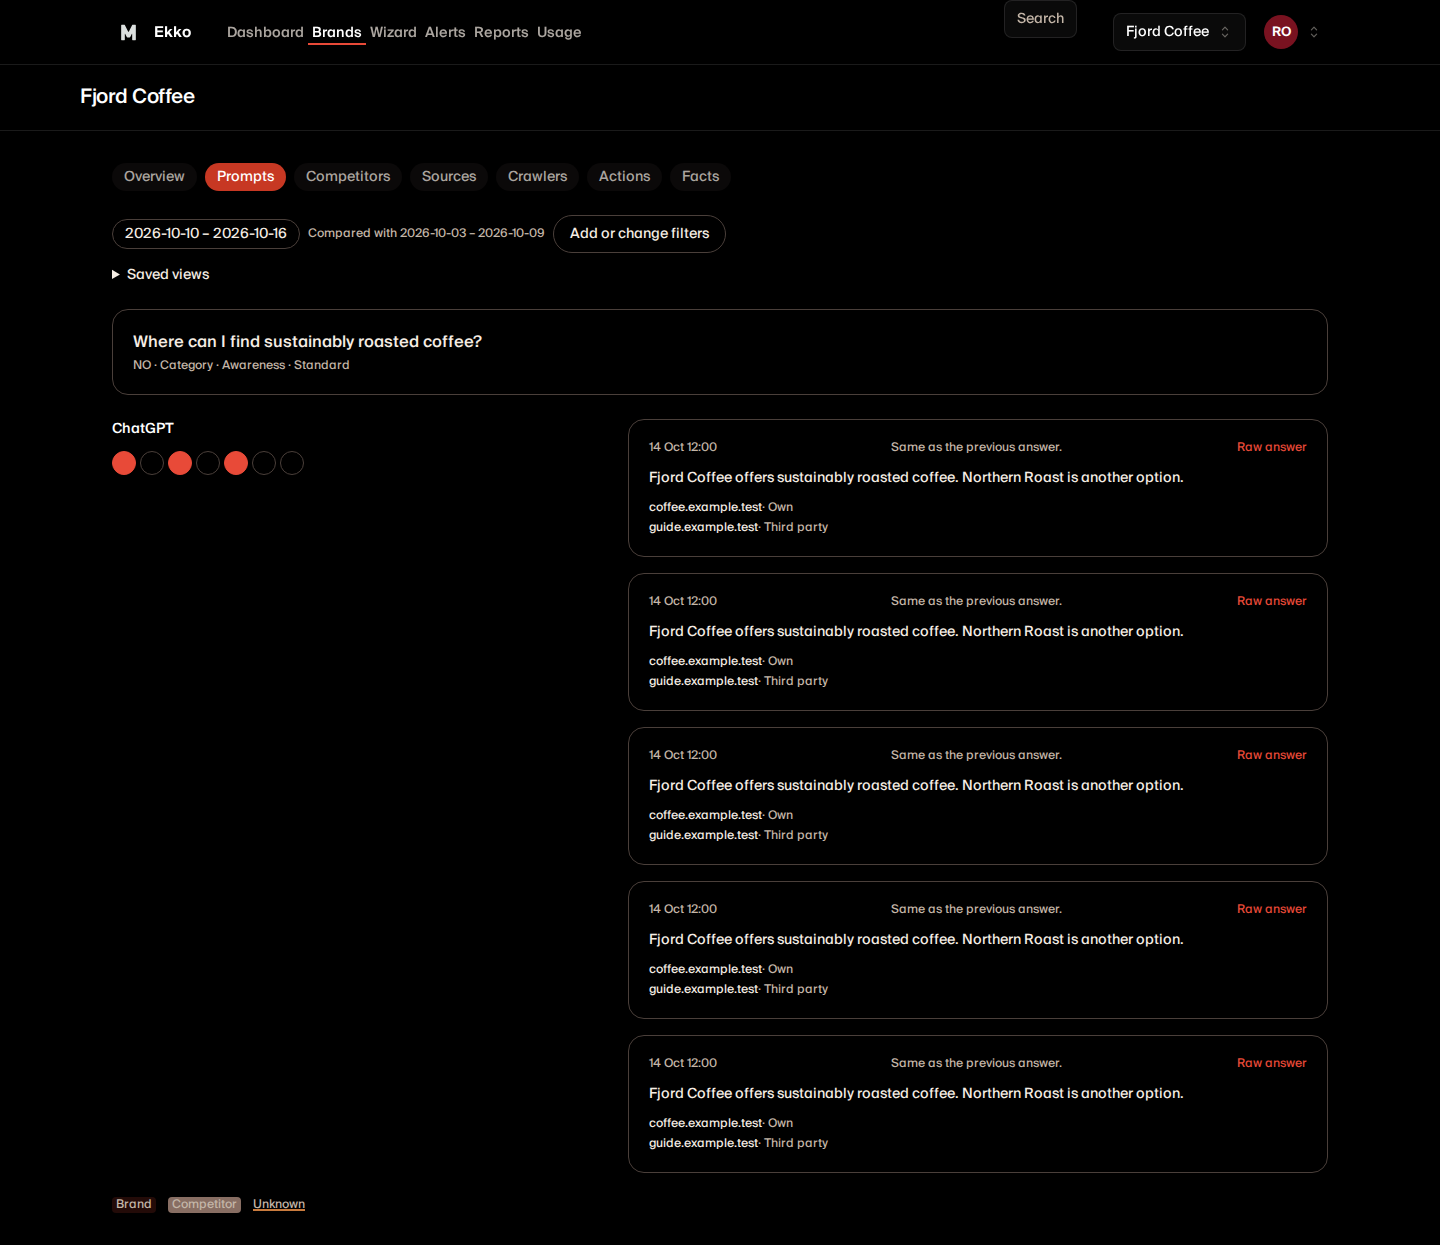 M Ekko Dashboard Brands Wizard Alerts Reports Usage Search Fjord Coffee RO
Fjord Coffee
Overview Prompts Competitors Sources Crawlers Actions Facts
2026-10-10 – 2026-10-16 Compared with 2026-10-03 – 2026-10-09 Add or change filters
Saved views
Where can I find sustainably roasted coffee?
NO · Category · Awareness · Standard
ChatGPT
14 Oct 12:00 Same as the previous answer. Raw answer
Fjord Coffee offers sustainably roasted coffee. Northern Roast is another option.
coffee.example.test· Own
guide.example.test· Third party
14 Oct 12:00 Same as the previous answer. Raw answer
Fjord Coffee offers sustainably roasted coffee. Northern Roast is another option.
coffee.example.test· Own
guide.example.test· Third party
14 Oct 12:00 Same as the previous answer. Raw answer
Fjord Coffee offers sustainably roasted coffee. Northern Roast is another option.
coffee.example.test· Own
guide.example.test· Third party
14 Oct 12:00 Same as the previous answer. Raw answer
Fjord Coffee offers sustainably roasted coffee. Northern Roast is another option.
coffee.example.test· Own
guide.example.test· Third party
14 Oct 12:00 Same as the previous answer. Raw answer
Fjord Coffee offers sustainably roasted coffee. Northern Roast is another option.
coffee.example.test· Own
guide.example.test· Third party
Brand Competitor Unknown